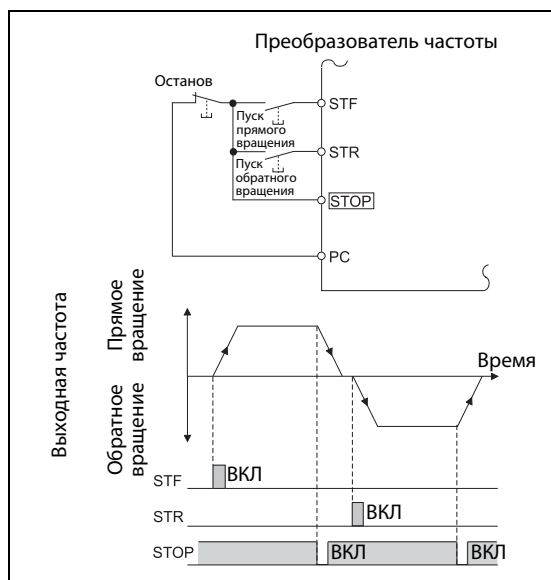 Преобразователь частоты
Останов
STF
Пуск
прямого
вращения
STR
Пуск
обратного
вращения
STOP
PC
Выходная частота
Прямое
вращение
Обратное
вращение
Время
STF
ВКЛ
STR
ВКЛ
STOP
ВКЛ
ВКЛ